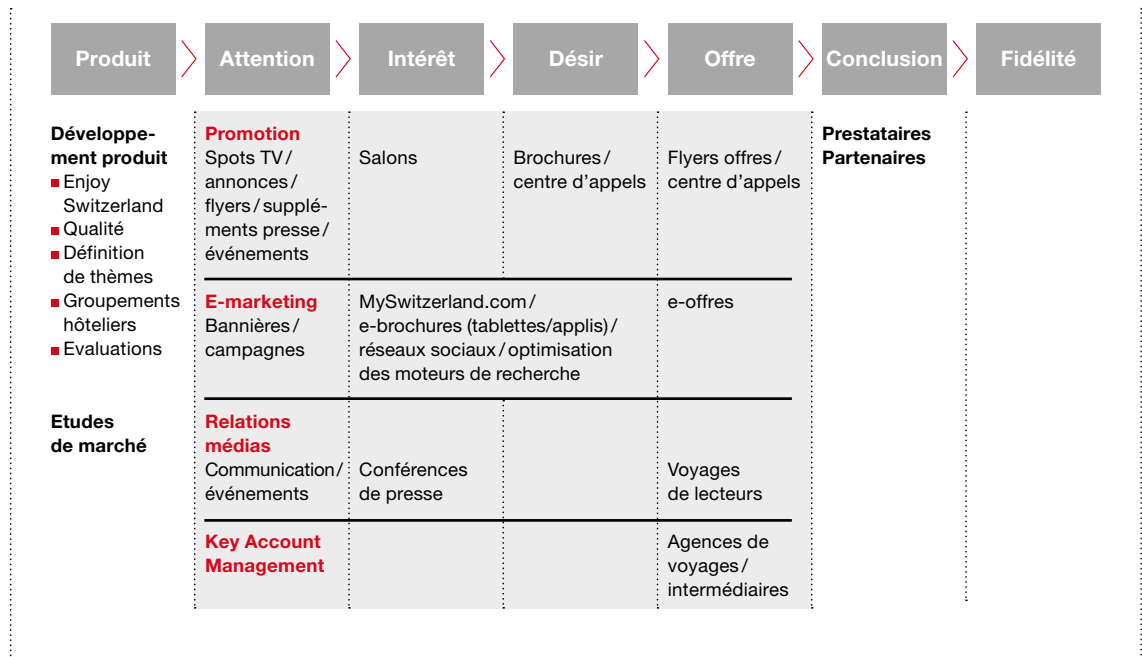 Produit
Attention
Intérêt
Désir
Offre
Conclusion
Fidélité
Développe-
ment produit
Enjoy
Switzerland
Qualité
Définition
de thèmes
Groupements
hôteliers
Evaluations
Etudes
de marché
Promotion
Spots TV/
annonces/
flyers/supplé-
ments presse/
événements
Salons
Brochures/
centre d'appels
Flyers offres/
centre d'appels
Prestataires
Partenaires
E-marketing
Bannières/
campagnes
MySwitzerland.com/
e-brochures (tablettes/applis)/
réseaux sociaux/optimisation
des moteurs de recherche
e-offres
Relations
médias
Communication/
événements
Conférences
de presse
Voyages
de lecteurs
Key Account
Management
Agences de
voyages/
intermédiaires